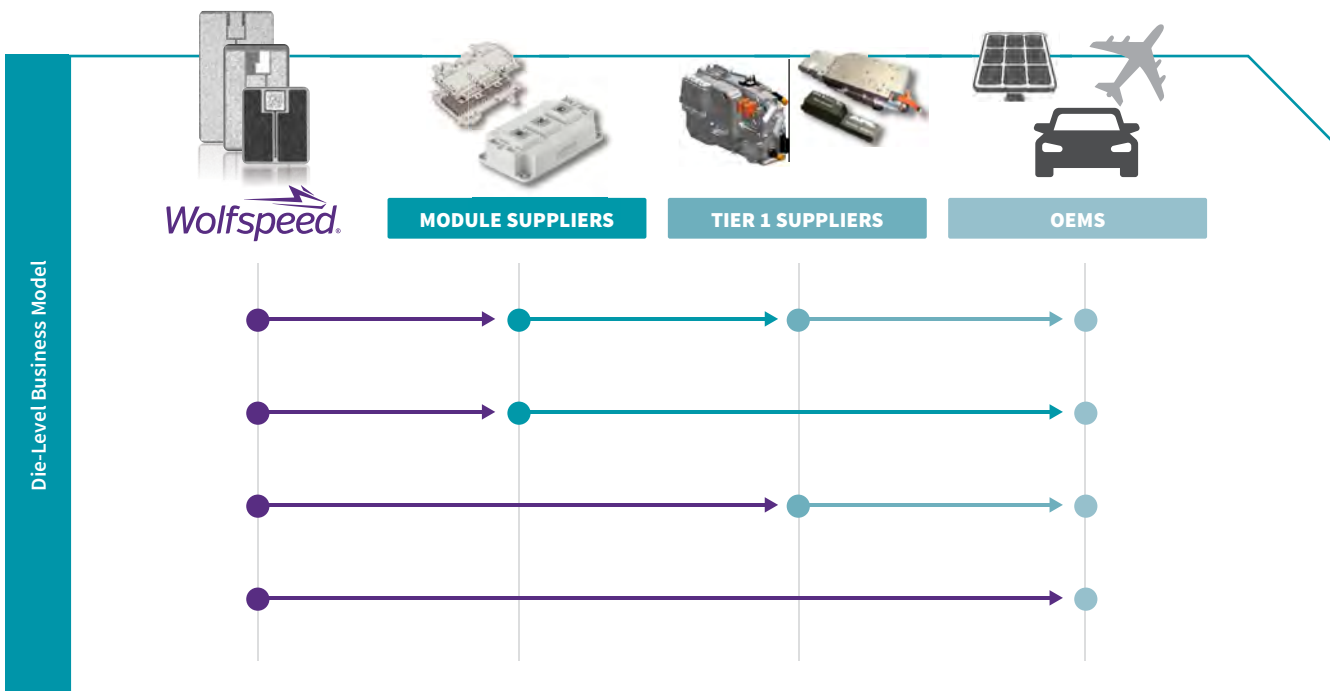 Wolfspeed®
MODULE SUPPLIERS
TIER 1 SUPPLIERS
OEMS
Die-Level Business Model